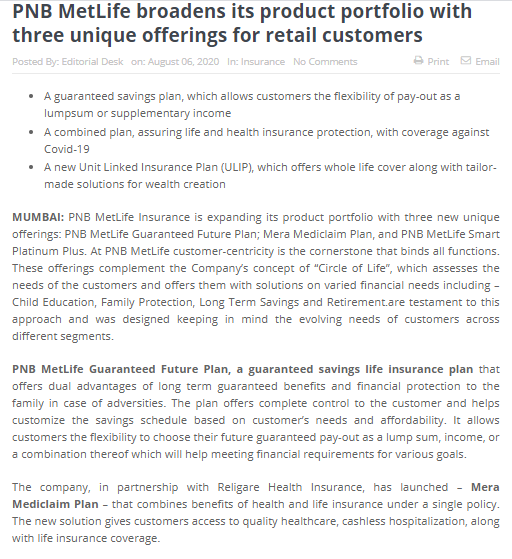 PNB MetLife broadens its product portfolio with
three unique offerings for retail customers
Posted By: Editorial Desk on: August 06, 2020 In: Insurance No Comments Print Email
• A guaranteed savings plan, which allows customers the flexibility of pay-out as a
lumpsum or supplementary income
• A combined plan, assuring life and health insurance protection, with coverage against
Covid-19
• A new Unit Linked Insurance Plan (ULIP), which offers whole life cover along with tailor-
made solutions for wealth creation
MUMBAI: PNB MetLife Insurance is expanding its product portfolio with three new unique
offerings: PNB MetLife Guaranteed Future Plan; Mera Mediclaim Plan, and PNB MetLife Smart
Platinum Plus. At PNB MetLife customer-centricity is the cornerstone that binds all functions.
These offerings complement the Company's concept of “Circle of Life”, which assesses the
needs of the customers and offers them with solutions on varied financial needs including –
Child Education, Family Protection, Long Term Savings and Retirement.are testament to this
approach and was designed keeping in mind the evolving needs of customers across
different segments.
PNB MetLife Guaranteed Future Plan, a guaranteed savings life insurance plan that
offers dual advantages of long term guaranteed benefits and financial protection to the
family in case of adversities. The plan offers complete control to the customer and helps
customize the savings schedule based on customer's needs and affordability. It allows
customers the flexibility to choose their future guaranteed pay-out as a lump sum, income, or
a combination thereof which will help meeting financial requirements for various goals.
The company, in partnership with Religare Health Insurance, has launched – Mera
Mediclaim Plan – that combines benefits of health and life insurance under a single policy.
The new solution gives customers access to quality healthcare, cashless hospitalization, along
with life insurance coverage.